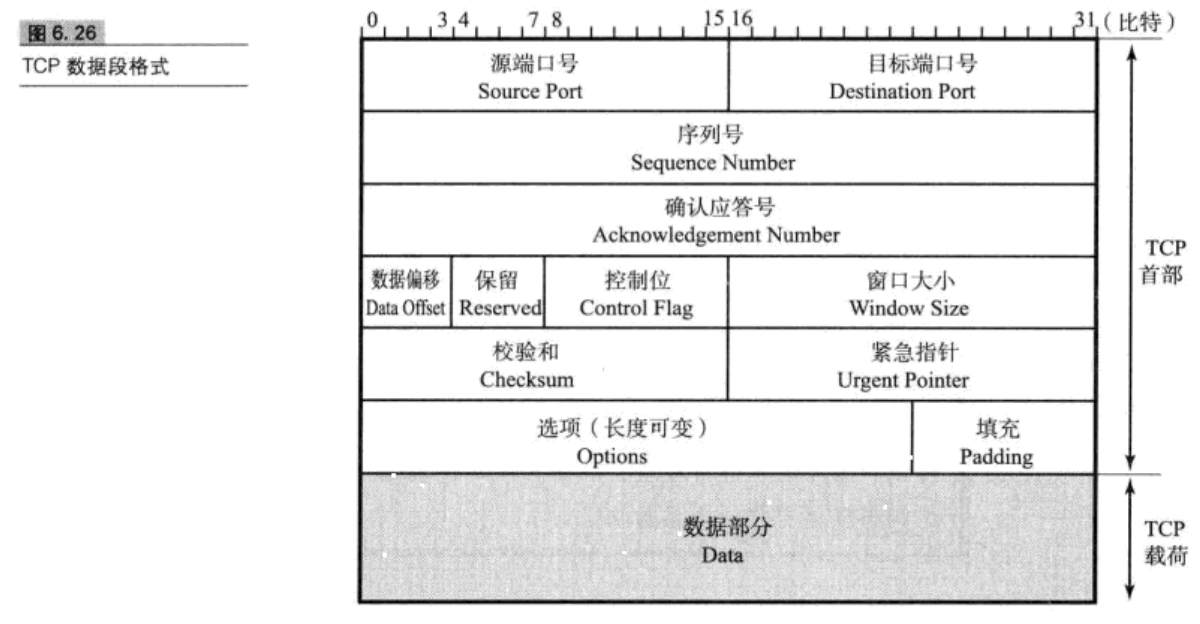 图 6.26
TCP 数据段格式
0 3 4 7 8 15 16 31 (比特)
源端口号
Source Port
目标端口号
Destination Port
序列号
Sequence Number
确认应答号
Acknowledgement Number
数据偏移
Data Offset
保留
Reserved
控制位
Control Flag
窗口大小
Window Size
校验和
Checksum
紧急指针
Urgent Pointer
选项(长度可变)
Options
填充
Padding
TCP
首部
数据部分
Data
TCP
载荷